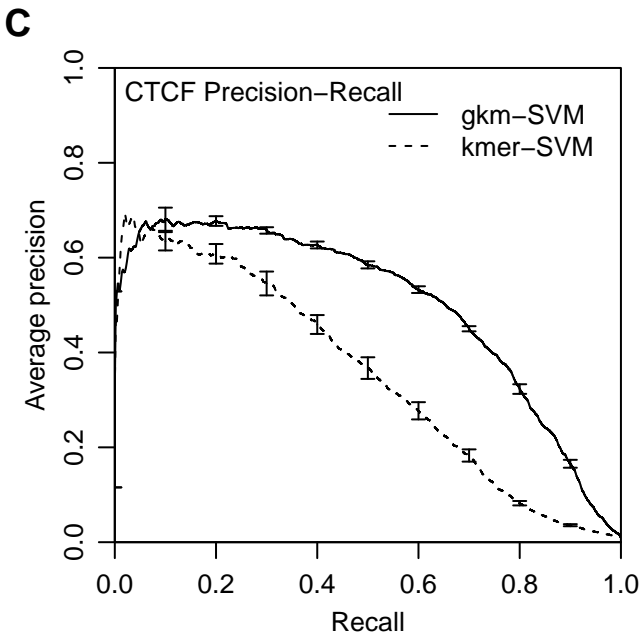 C
CTCF Precision–Recall
gkm–SVM
kmer–SVM
Average precision
1.0
0.8
0.6
0.4
0.2
0.0
0.0 0.2 0.4 0.6 0.8 1.0
Recall